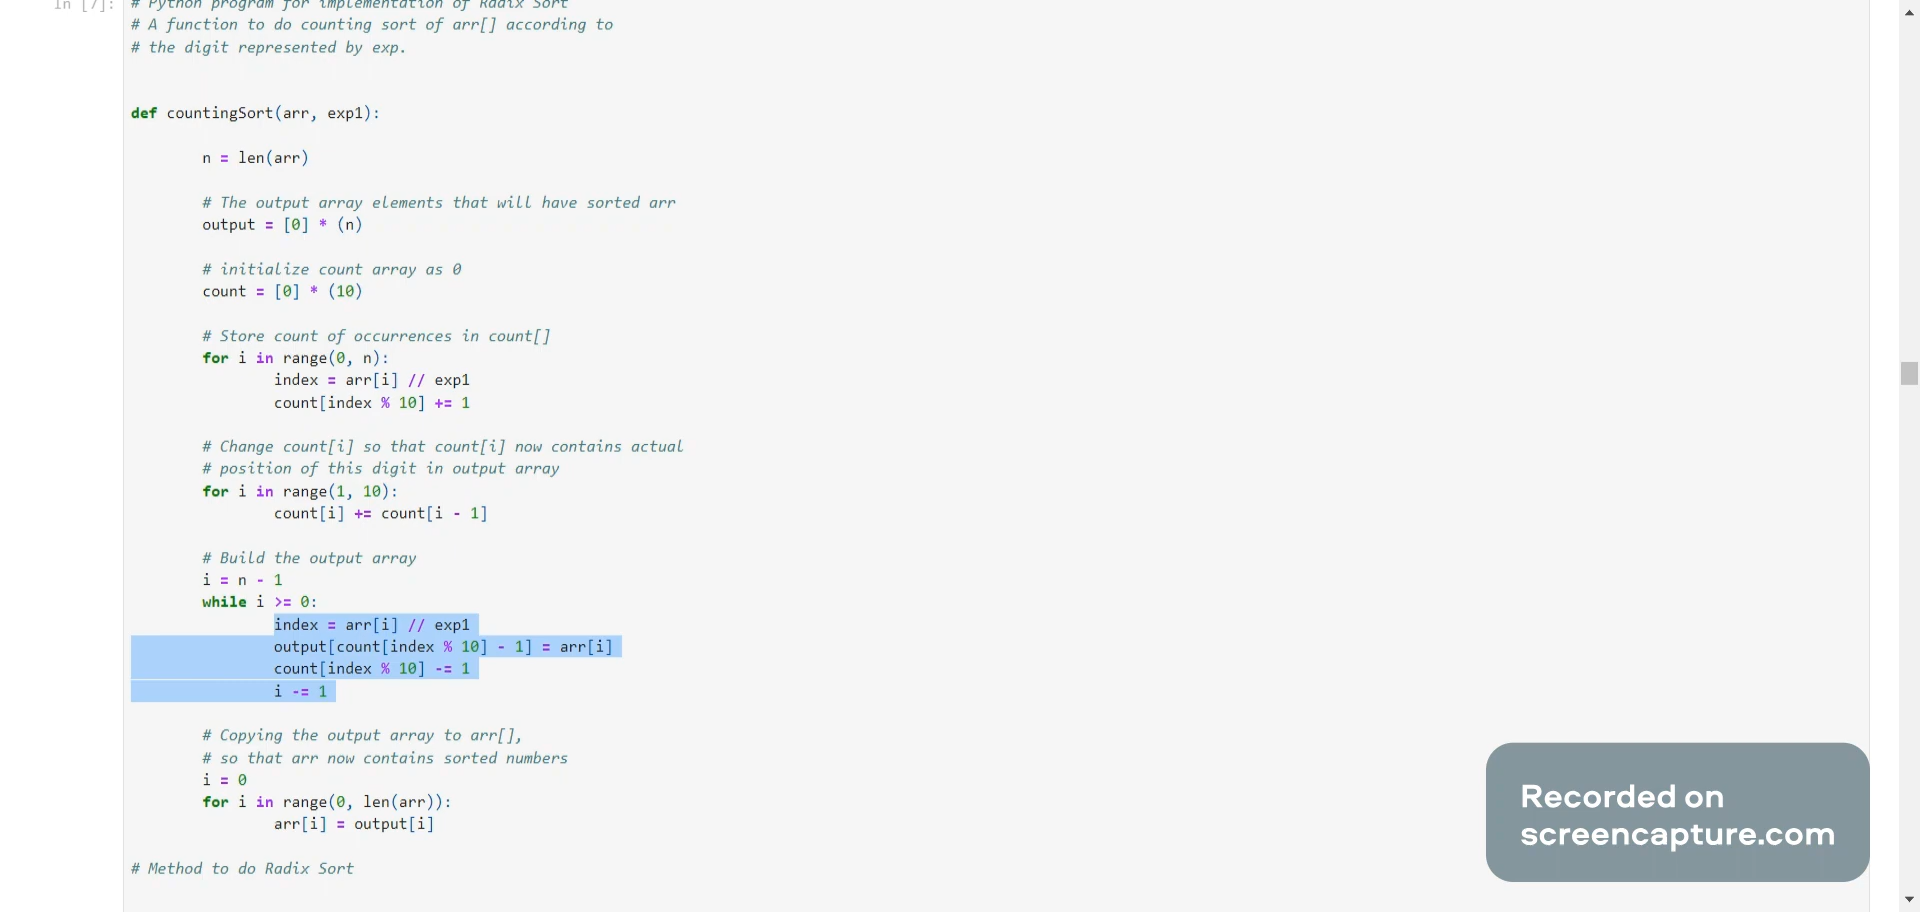 In [7]:
# Python program for implementation of Radix Sort
# A function to do counting sort of arr[] according to
# the digit represented by exp.
def countingSort(arr, exp1):
n = len(arr)
# The output array elements that will have sorted arr
output = [0] * (n)
# initialize count array as 0
count = [0] * (10)
# Store count of occurrences in count[]
for i in range(0, n):
index = arr[i] // exp1
count[index % 10] += 1
# Change count[i] so that count[i] now contains actual
# position of this digit in output array
for i in range(1, 10):
count[i] += count[i - 1]
# Build the output array
i = n - 1
while i >= 0:
index = arr[i] // exp1
output[count[index % 10] - 1] = arr[i]
count[index % 10] -= 1
i -= 1
# Copying the output array to arr[],
# so that arr now contains sorted numbers
i = 0
for i in range(0, len(arr)):
arr[i] = output[i]
# Method to do Radix Sort
Recorded on
screencapture.com